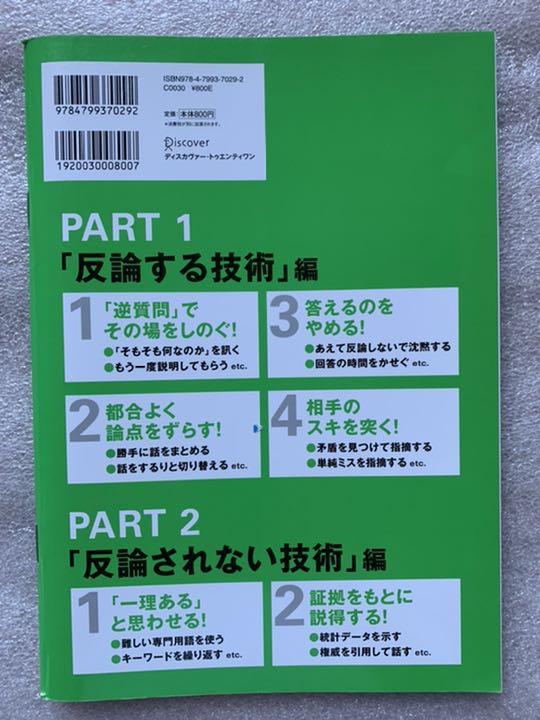 ISBN978-4-7993-7029-2
C0030 ¥800E
9784799370292
定価 本体800円
＊消費税が別に加算されます。
1920030008007
Discover
ディスカヴァー・トゥエンティワン
PART 1
「反論する技術」編
1 「逆質問」で
その場をしのぐ！
●「そもそも何なのか」を訊く
●もう一度説明してもらう etc.
2 都合よく
論点をずらす！
●勝手に話をまとめる
●話をするりと切り替える etc.
3 答えるのを
やめる！
●あえて反論しないで沈黙する
●回答の時間をかせぐ etc.
4 相手の
スキを突く！
●矛盾を見つけて指摘する
●単純ミスを指摘する etc.
PART 2
「反論されない技術」編
1 「一理ある」
と思わせる！
●難しい専門用語を使う
●キーワードを繰り返す etc.
2 証拠をもとに
説得する！
●統計データを示す
●権威を引用して話す etc.